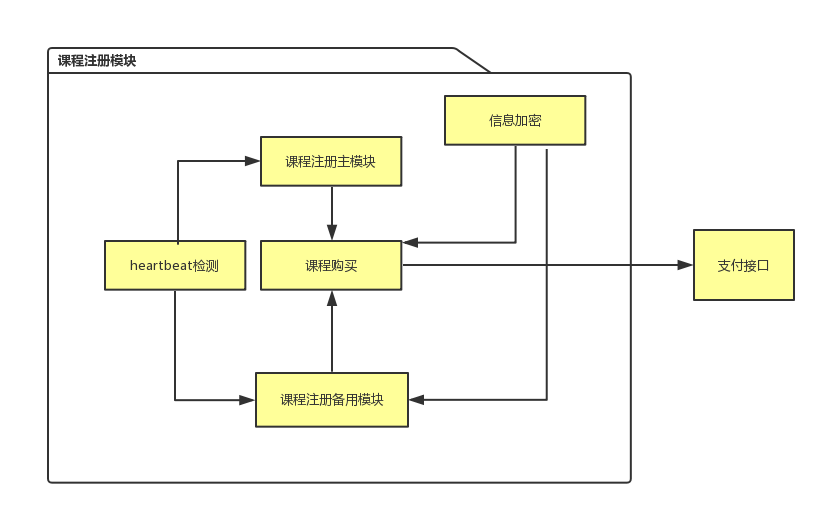 课程注册模块
信息加密
课程注册主模块
heartbeat检测
课程购买
支付接口
课程注册备用模块